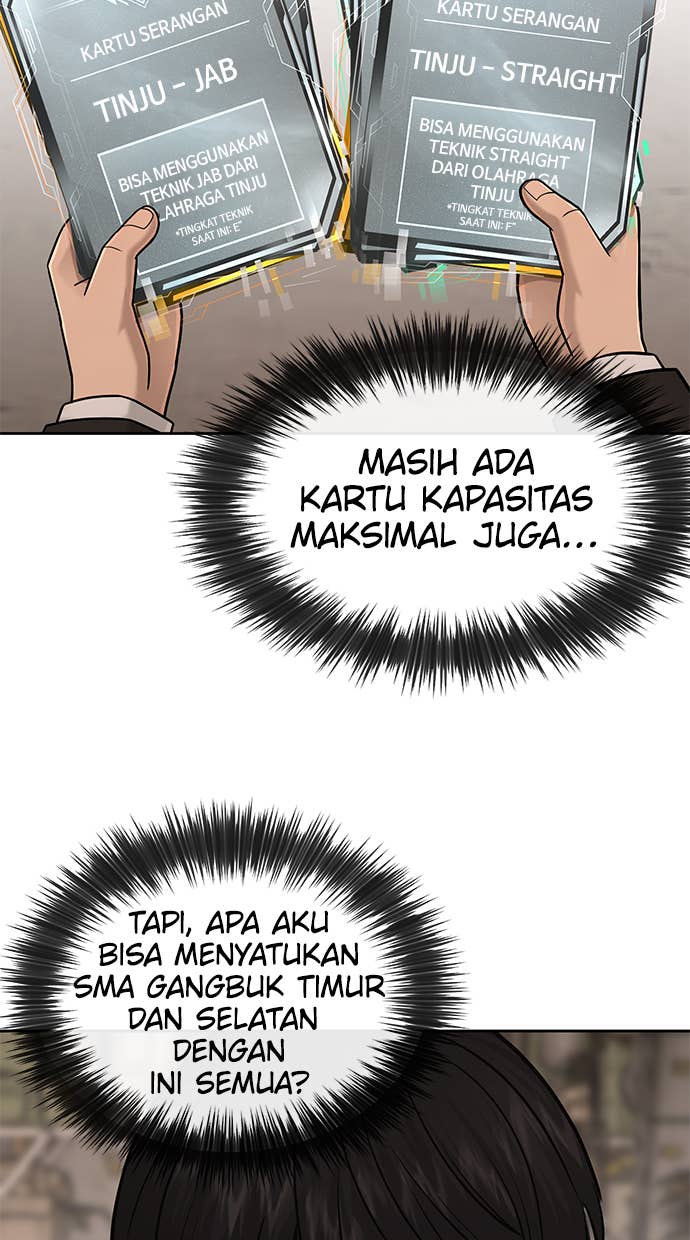 KARTU SERANGAN
TINJU - JAB
BISA MENGGUNAKAN
TEKNIK JAB DARI
OLAHRAGA TINJU
*TINGKAT TEKNIK
SAAT INI: E"
KARTU SERANGAN
TINJU - STRAIGHT
BISA MENGGUNAKAN
TEKNIK STRAIGHT
DARI OLAHRAGA
TINJU
*TINGKAT TEKNIK
SAAT INI: F"
MASIH ADA
KARTU KAPASITAS
MAKSIMAL JUGA...
TAPI, APA AKU
BISA MENYATUKAN
SMA GANGBUK TIMUR
DAN SELATAN
DENGAN
INI SEMUA?